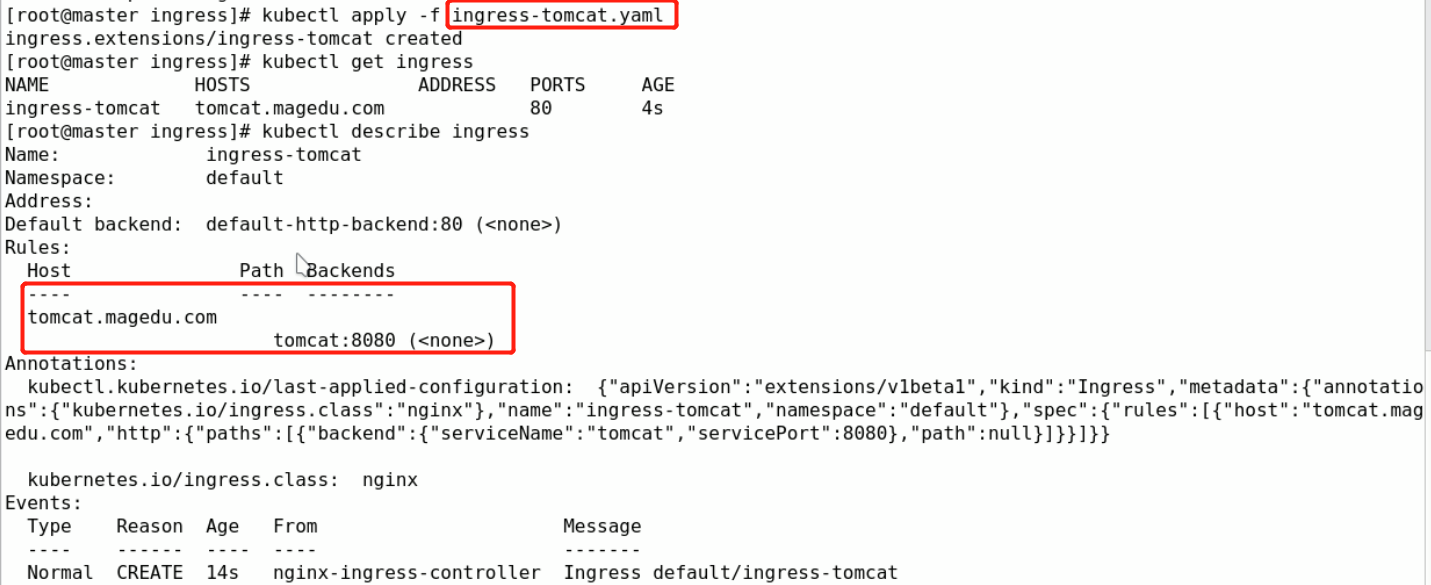 [root@master ingress]# kubectl apply -f ingress-tomcat.yaml
ingress.extensions/ingress-tomcat created
[root@master ingress]# kubectl get ingress
NAME             HOSTS               ADDRESS   PORTS     AGE
ingress-tomcat   tomcat.magedu.com             80        4s
[root@master ingress]# kubectl describe ingress
Name:             ingress-tomcat
Namespace:        default
Address:
Default backend:  default-http-backend:80 (<none>)
Rules:
  Host               Path  Backends
  ----               ----  --------
  tomcat.magedu.com
                        tomcat:8080 (<none>)
Annotations:
  kubectl.kubernetes.io/last-applied-configuration:  {"apiVersion":"extensions/v1beta1","kind":"Ingress","metadata":{"annotatio
ns":{"kubernetes.io/ingress.class":"nginx"},"name":"ingress-tomcat","namespace":"default"},"spec":{"rules":[{"host":"tomcat.mag
edu.com","http":{"paths":[{"backend":{"serviceName":"tomcat","servicePort":8080},"path":null}]}}]}}
  kubernetes.io/ingress.class:  nginx
Events:
  Type    Reason  Age   From                      Message
  ----    ------  ----  ----                      -------
  Normal  CREATE  14s   nginx-ingress-controller  Ingress default/ingress-tomcat